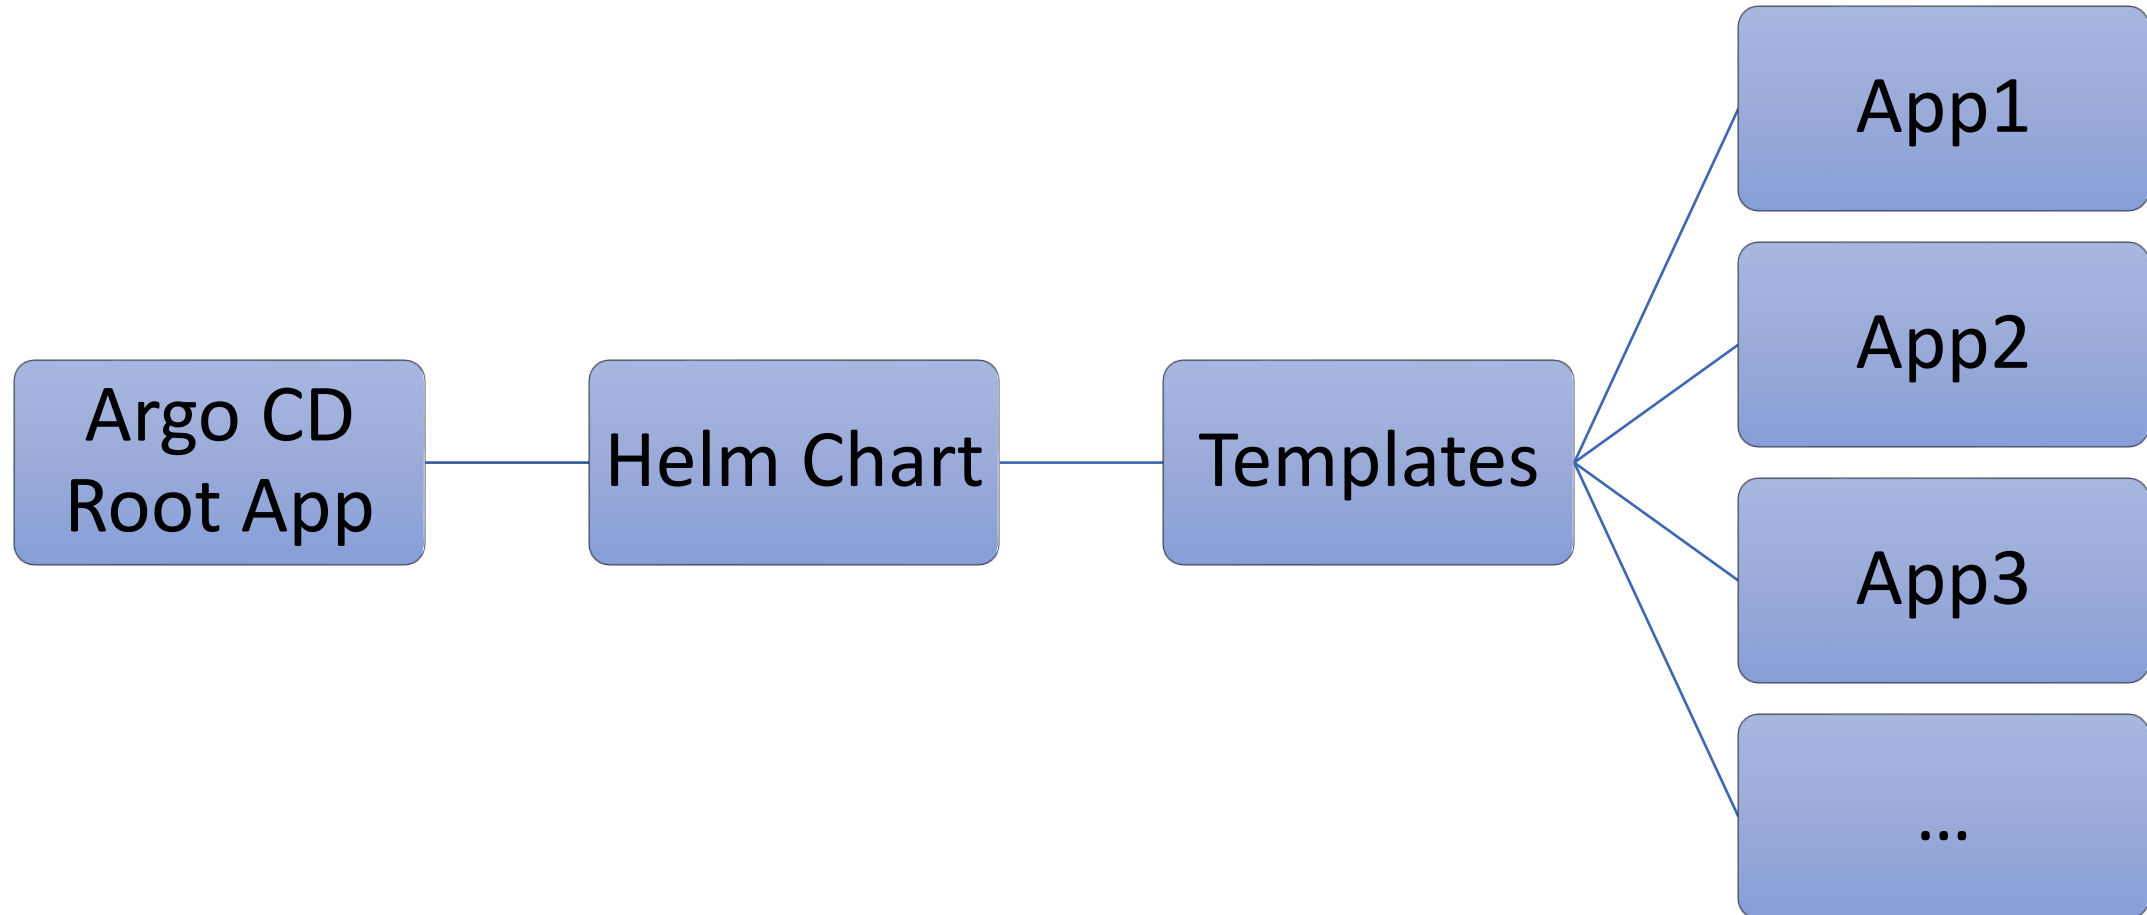 Argo CD
Root App
Helm Chart
Templates
App1
App2
App3
...